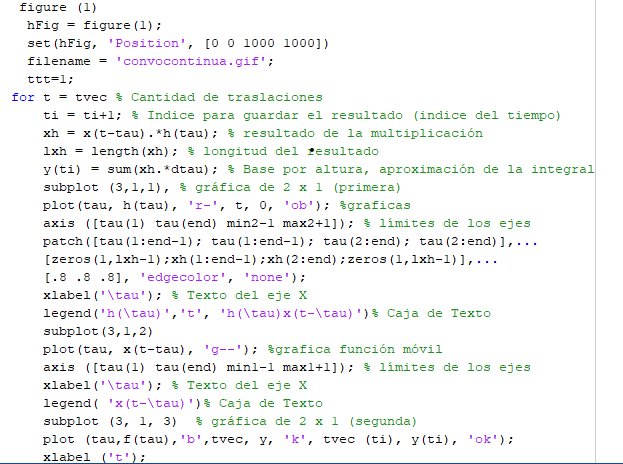 figure (1)
hFig = figure(1);
set(hFig, 'Position', [0 0 1000 1000])
filename = 'convocontinua.gif';
ttt=1;
for t = tvec % Cantidad de traslaciones
ti = ti+1; % Indice para guardar el resultado (indice del tiempo)
xh = x(t-tau).*h(tau); % resultado de la multiplicación
lxh = length(xh); % longitud del resultado
y(ti) = sum(xh.*dtau); % Base por altura, aproximación de la integral
subplot (3,1,1), % gráfica de 2 x 1 (primera)
plot(tau, h(tau), 'r-', t, 0, 'ob'); %graficas
axis ([tau(1) tau(end) min2-1 max2+1]); % límites de los ejes
patch([tau(1:end-1); tau(1:end-1); tau(2:end); tau(2:end)],...
[zeros(1,lxh-1);xh(1:end-1);xh(2:end);zeros(1,lxh-1)],...
[.8 .8 .8], 'edgecolor', 'none');
xlabel('\tau'); % Texto del eje X
legend('h(\tau)','t', 'h(\tau)x(t-\tau)')% Caja de Texto
subplot(3,1,2)
plot(tau, x(t-tau), 'g--'); %grafica función móvil
axis ([tau(1) tau(end) min1-1 max1+1]); % límites de los ejes
xlabel('\tau'); % Texto del eje X
legend( 'x(t-\tau)')% Caja de Texto
subplot (3, 1, 3)  % gráfica de 2 x 1 (segunda)
plot (tau,f(tau),'b',tvec, y, 'k', tvec (ti), y(ti), 'ok');
xlabel ('t');